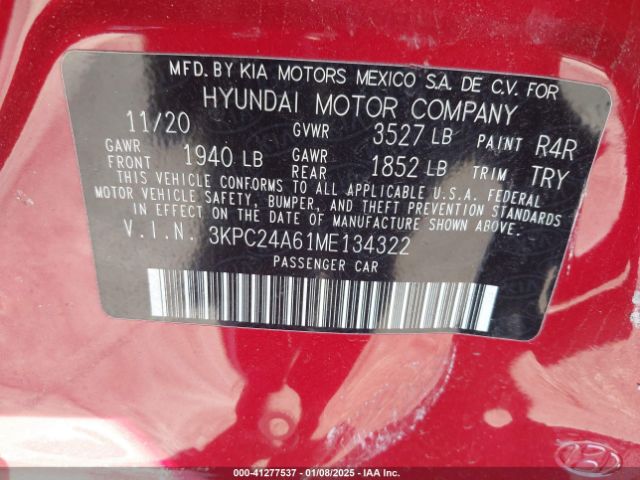 MFD. BY KIA MOTORS MEXICO S.A. DE C.V. FOR
HYUNDAI MOTOR COMPANY
11/20 GVWR 3527 LB PAINT R4R
GAWR FRONT 1940 LB GAWR REAR 1852 LB TRIM TRY
THIS VEHICLE CONFORMS TO ALL APPLICABLE U.S.A. FEDERAL
MOTOR VEHICLE SAFETY, BUMPER, AND THEFT PREVENTION STANDARDS
IN EFFECT ON THE DATE OF MANUFACTURE SHOWN ABOVE.
V.I.N. 3KPC24A61ME134322
PASSENGER CAR
000-41277537 - 01/08/2025 - IAA Inc.